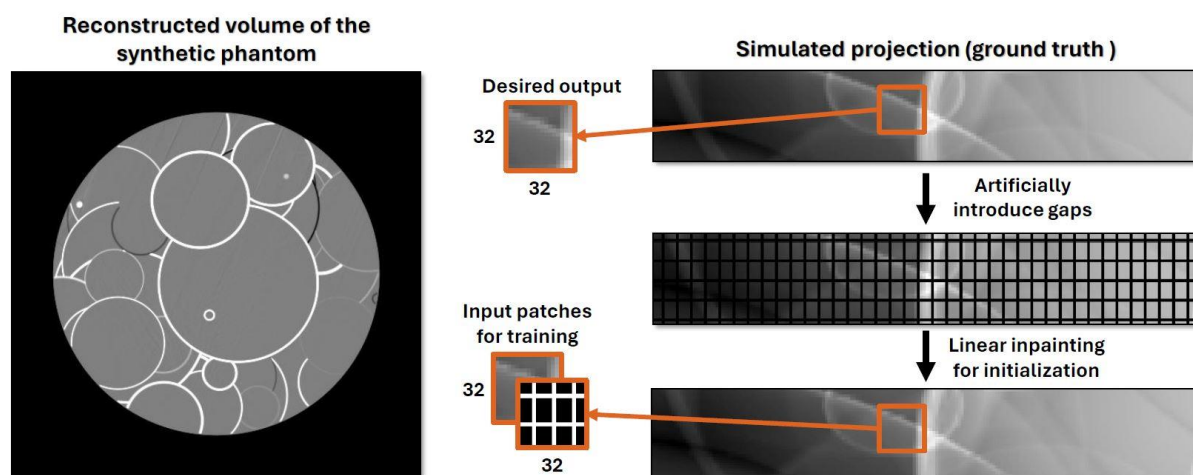 Reconstructed volume of the
synthetic phantom
Simulated projection (ground truth )
Desired output
32
32
Artificially
introduce gaps
Input patches
for training
32
32
Linear inpainting
for initialization